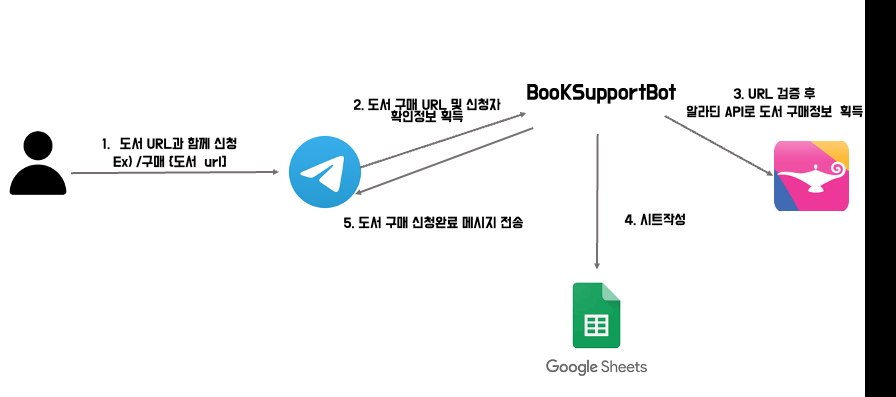 BooKSupportBot
3. URL 검증 후
알라딘 API로 도서 구매정보 획득
2. 도서 구매 URL 및 신청자
확인정보 획득
1. 도서 URL과 함께 신청
Ex) /구매 {도서 url]
5. 도서 구매 신청완료 메시지 전송
4. 시트작성
Google Sheets